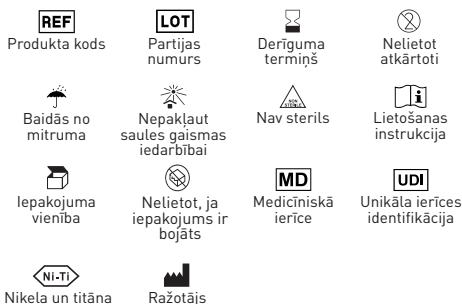 REF
LOT
Produkta kods
Partijas numurs
Derīguma termiņš
Nelietot atkārtoti
NON STERILE
Baidās no mitruma
Nepakļaut saules gaismas iedarbībai
Nav sterils
Lietošanas instrukcija
MD
UDI
Iepakojuma vienība
Nelietot, ja iepakojums ir bojāts
Medicīniskā ierīce
Unikāla ierīces identifikācija
Ni-Ti
Nikeļa un titāna
Ražotājs